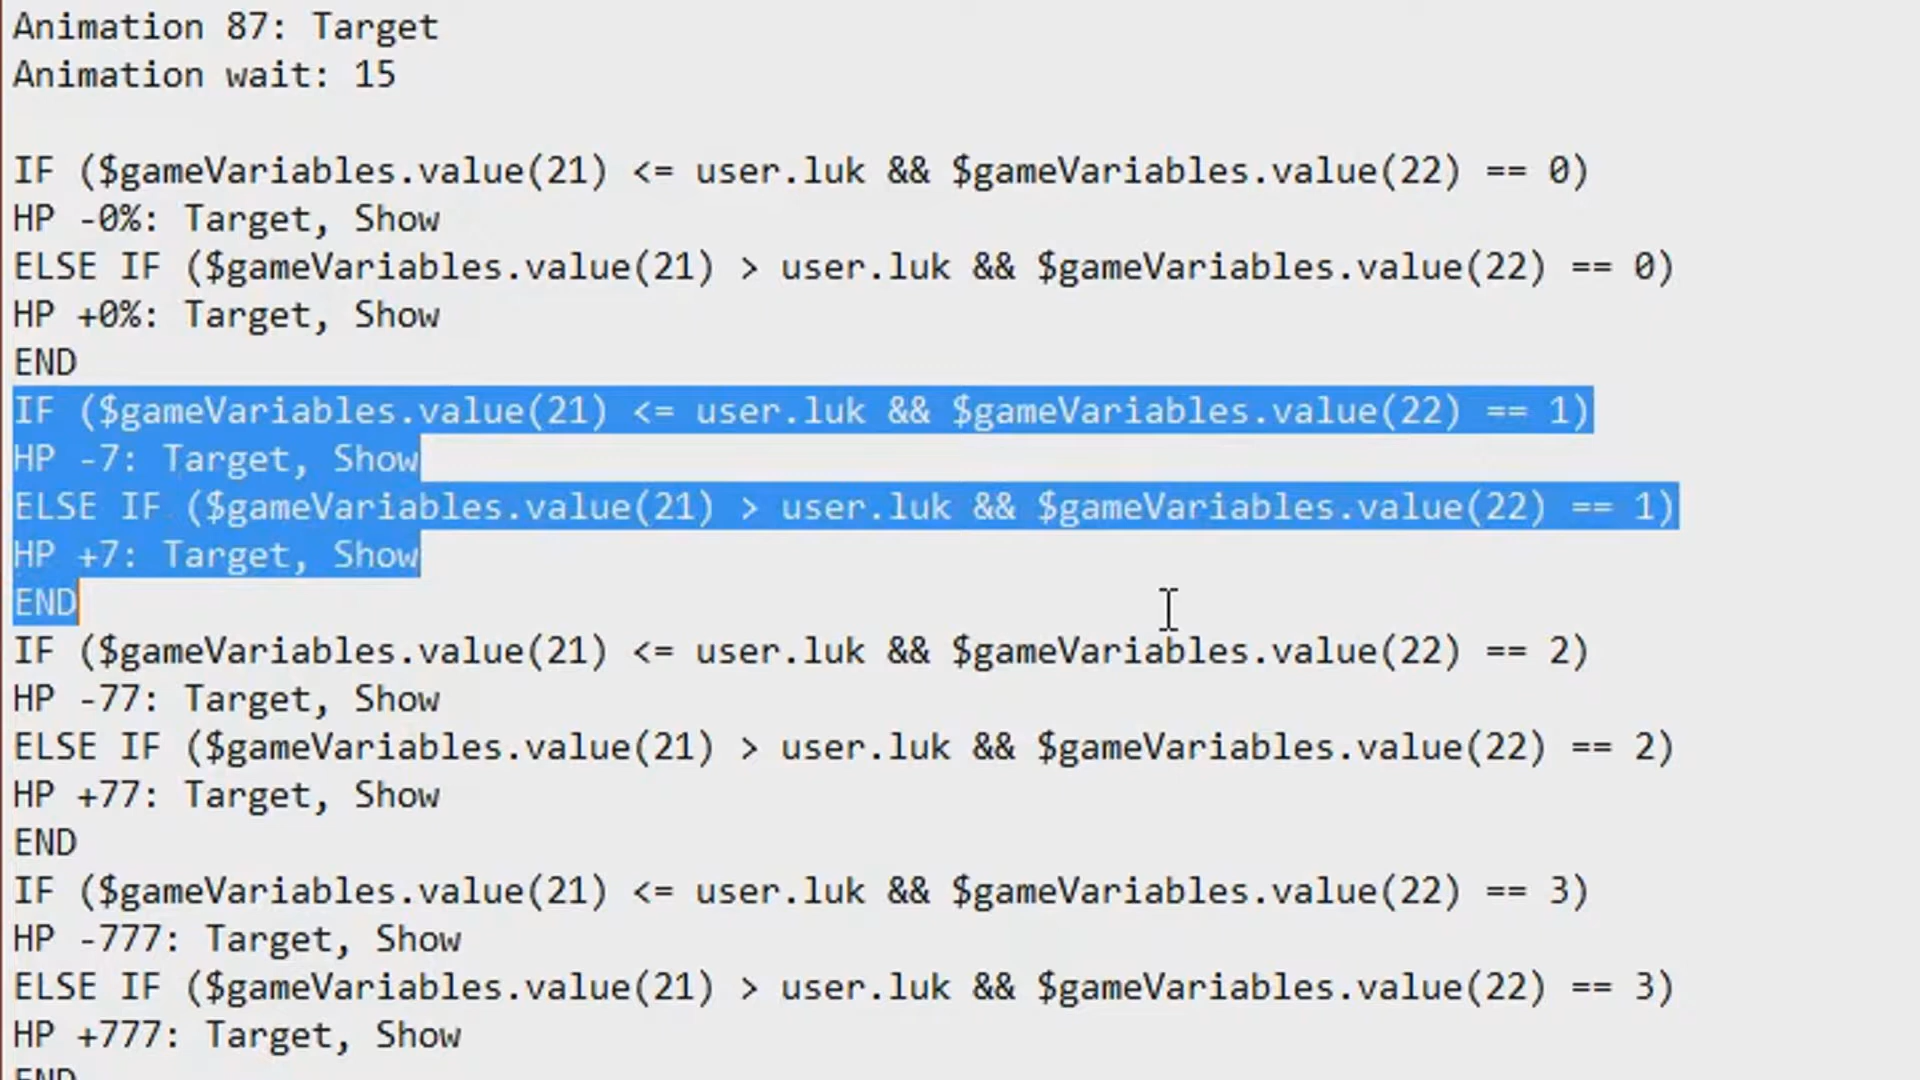 Animation 87: Target
Animation wait: 15
IF ($gameVariables.value(21) <= user.luk && $gameVariables.value(22) == 0)
HP -0%: Target, Show
ELSE IF ($gameVariables.value(21) > user.luk && $gameVariables.value(22) == 0)
HP +0%: Target, Show
END
IF ($gameVariables.value(21) <= user.luk && $gameVariables.value(22) == 1)
HP -7: Target, Show
ELSE IF ($gameVariables.value(21) > user.luk && $gameVariables.value(22) == 1)
HP +7: Target, Show
END
IF ($gameVariables.value(21) <= user.luk && $gameVariables.value(22) == 2)
HP -77: Target, Show
ELSE IF ($gameVariables.value(21) > user.luk && $gameVariables.value(22) == 2)
HP +77: Target, Show
END
IF ($gameVariables.value(21) <= user.luk && $gameVariables.value(22) == 3)
HP -777: Target, Show
ELSE IF ($gameVariables.value(21) > user.luk && $gameVariables.value(22) == 3)
HP +777: Target, Show
END